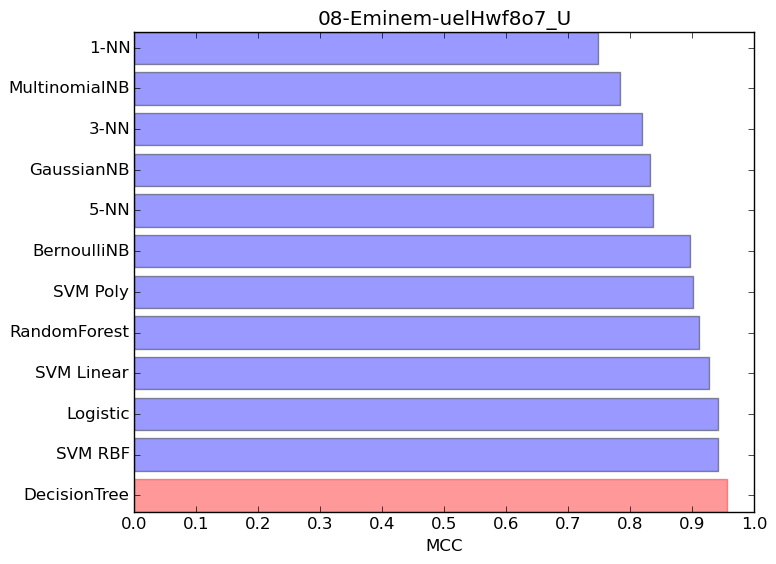 08-Eminem-uelHwf8o7_U
1-NN
MultinomialNB
3-NN
GaussianNB
5-NN
BernoulliNB
SVM Poly
RandomForest
SVM Linear
Logistic
SVM RBF
DecisionTree
0.0 0.1 0.2 0.3 0.4 0.5 0.6 0.7 0.8 0.9 1.0
MCC